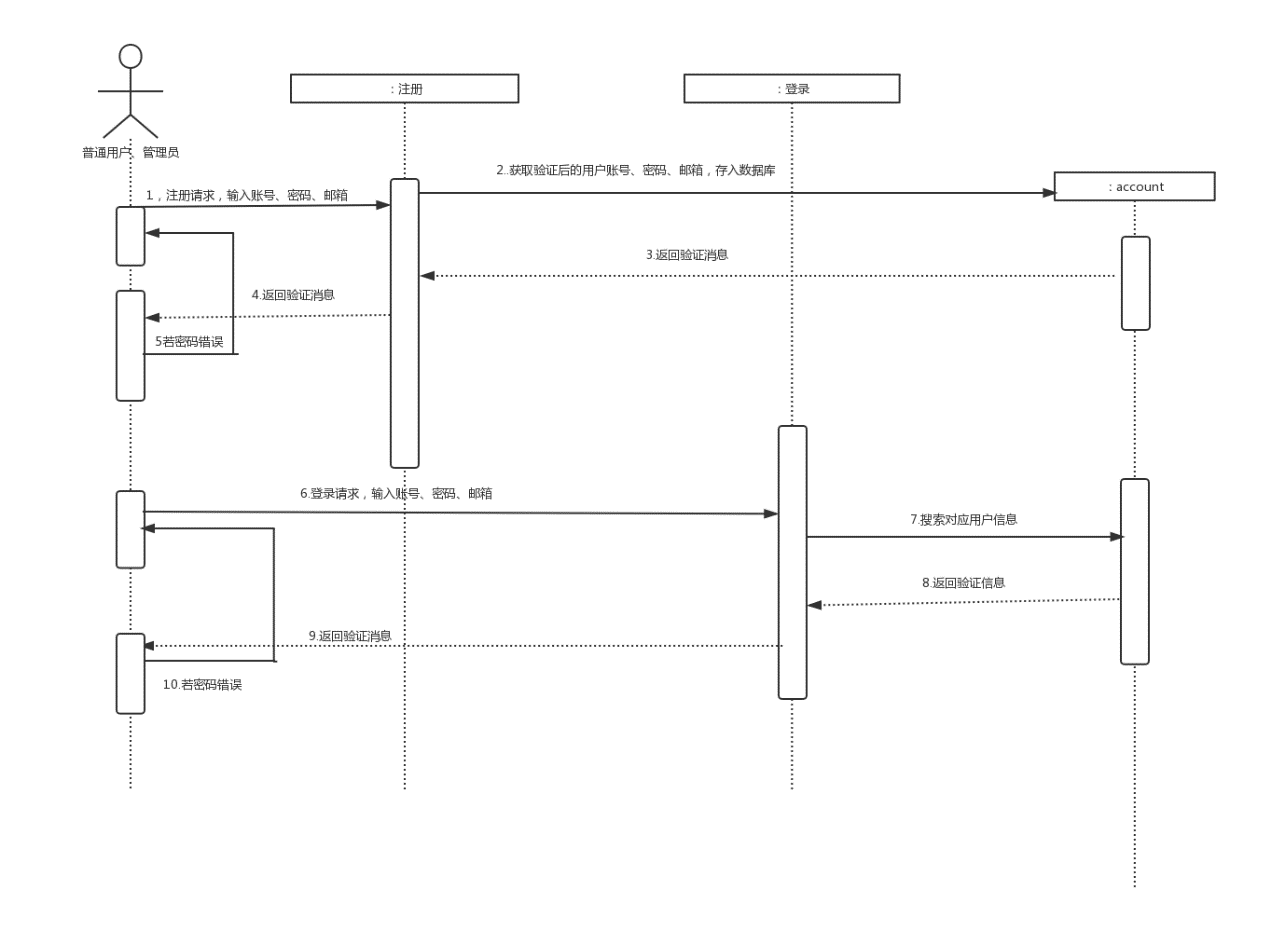 ：注册
：登录
普通用户、管理员
2..获取验证后的用户账号、密码、邮箱，存入数据库
：account
1，注册请求，输入账号、密码、邮箱
3.返回验证消息
4.返回验证消息
5若密码错误
6.登录请求，输入账号、密码、邮箱
7.搜索对应用户信息
8.返回验证信息
9.返回验证消息
10.若密码错误